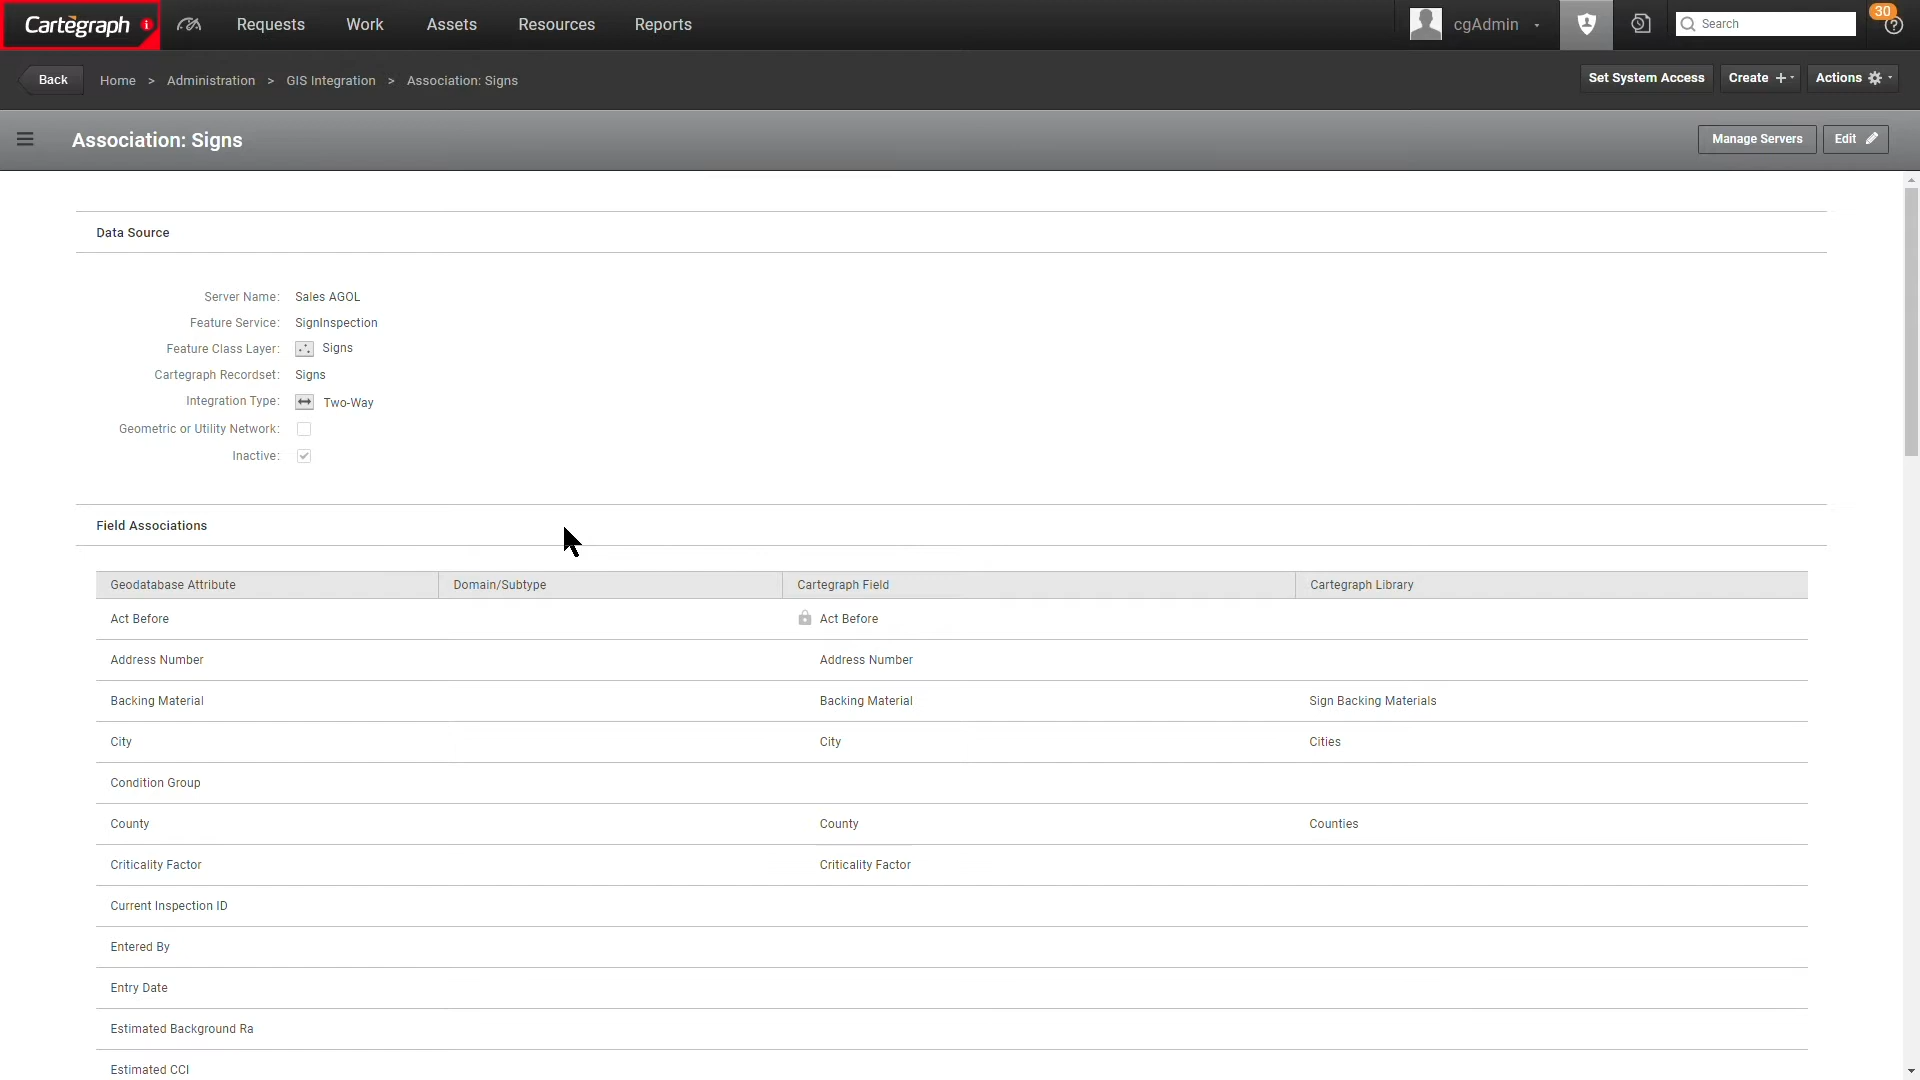 Cartëgraph
Requests
Work
Assets
Resources
Reports
cgAdmin
Search
30
Back
Home > Administration > GIS Integration > Association: Signs
Set System Access
Create +
Actions
Association: Signs
Manage Servers
Edit
Data Source
Server Name: Sales AGOL
Feature Service: SignInspection
Feature Class Layer: Signs
Cartegraph Recordset: Signs
Integration Type: Two-Way
Geometric or Utility Network:
Inactive:
Field Associations
Geodatabase Attribute Domain/Subtype Cartegraph Field Cartegraph Library
Act Before Act Before
Address Number Address Number
Backing Material Backing Material Sign Backing Materials
City City Cities
Condition Group
County County Counties
Criticality Factor Criticality Factor
Current Inspection ID
Entered By
Entry Date
Estimated Background Ra
Estimated CCI